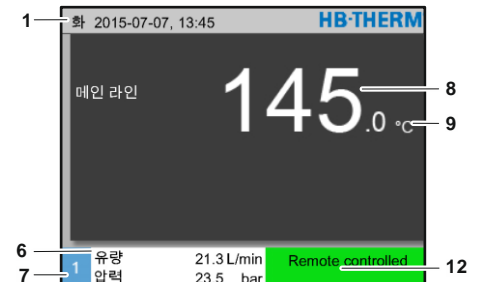 1 화 2015-07-07, 13:45 HB·THERM
메인 라인 145.0 °C 8
9
6 유량 21.3 L/min Remote controlled 12
7 1 압력 23.5 bar